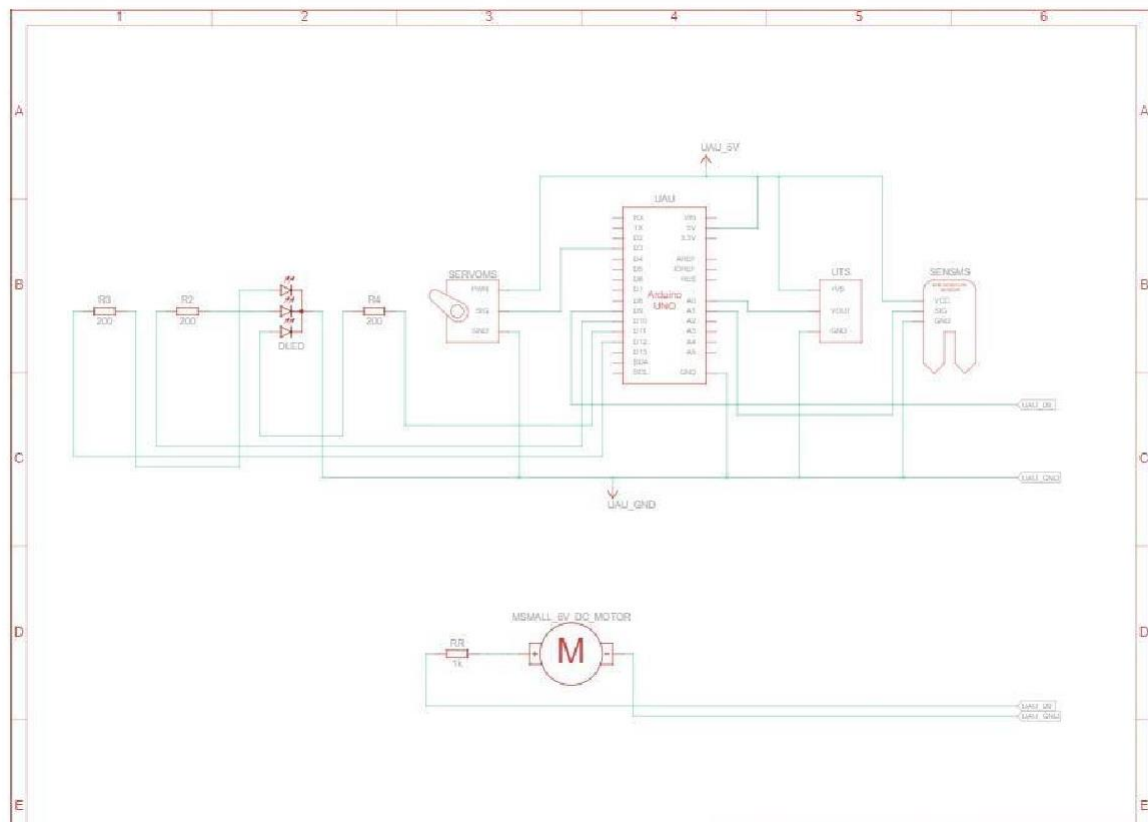 1 2 3 4 5 6
A A
UAU_5V
UAU
RX VIN
TX 5V
D2 3.3V
D3
D4 AREF
D5 IOREF
D6 RES
D7
D8 A0
D9 A1
D10 A2
D11 A3
D12 A4
D13 A5
SDA
SCL GND
Arduino
UNO
B B
SERVOMS
PWR
SIG
GND
UTS
+VS
VOUT
GND
SENSMS
VCC
SIG
GND
R3
200
R2
200
DLED
R4
200
UAU_D9
C C
UAU_GND
UAU_GND
D D
MSMALL_6V_DC_MOTOR
RR
1k
+ M -
UAU_D9
UAU_GND
E E